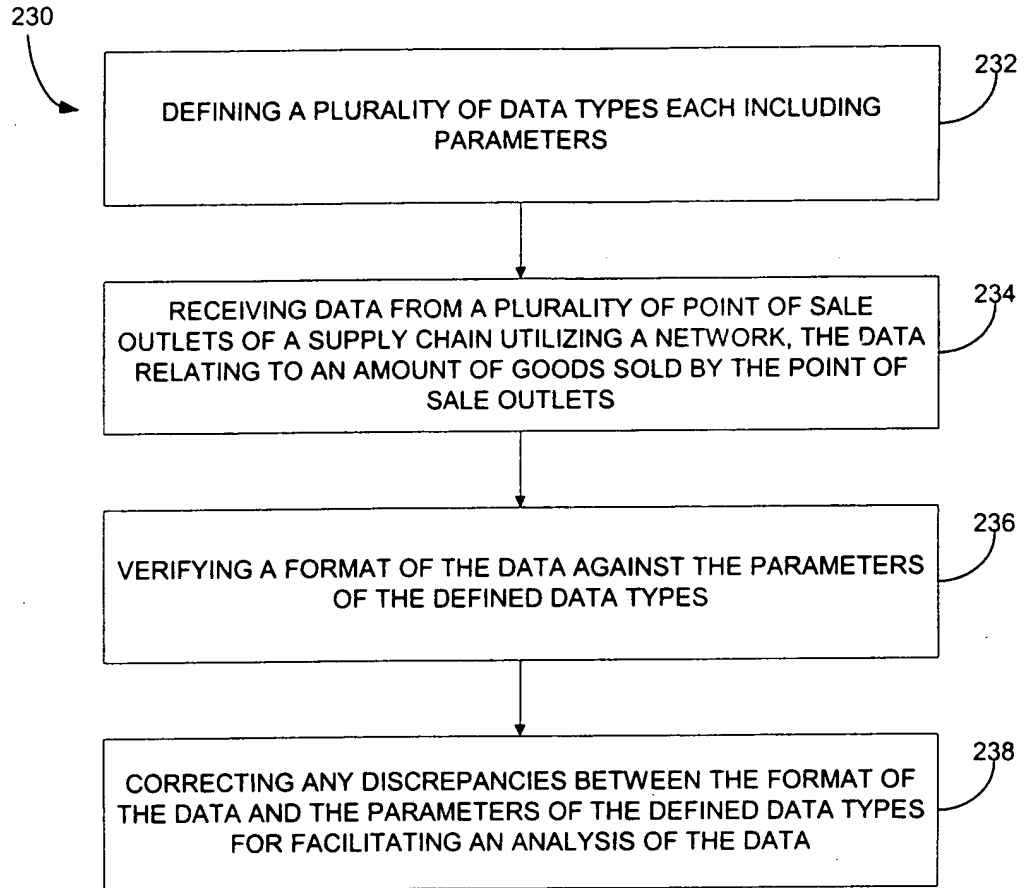 230
232
DEFINING A PLURALITY OF DATA TYPES EACH INCLUDING
PARAMETERS
234
RECEIVING DATA FROM A PLURALITY OF POINT OF SALE
OUTLETS OF A SUPPLY CHAIN UTILIZING A NETWORK, THE DATA
RELATING TO AN AMOUNT OF GOODS SOLD BY THE POINT OF
SALE OUTLETS
236
VERIFYING A FORMAT OF THE DATA AGAINST THE PARAMETERS
OF THE DEFINED DATA TYPES
238
CORRECTING ANY DISCREPANCIES BETWEEN THE FORMAT OF
THE DATA AND THE PARAMETERS OF THE DEFINED DATA TYPES
FOR FACILITATING AN ANALYSIS OF THE DATA